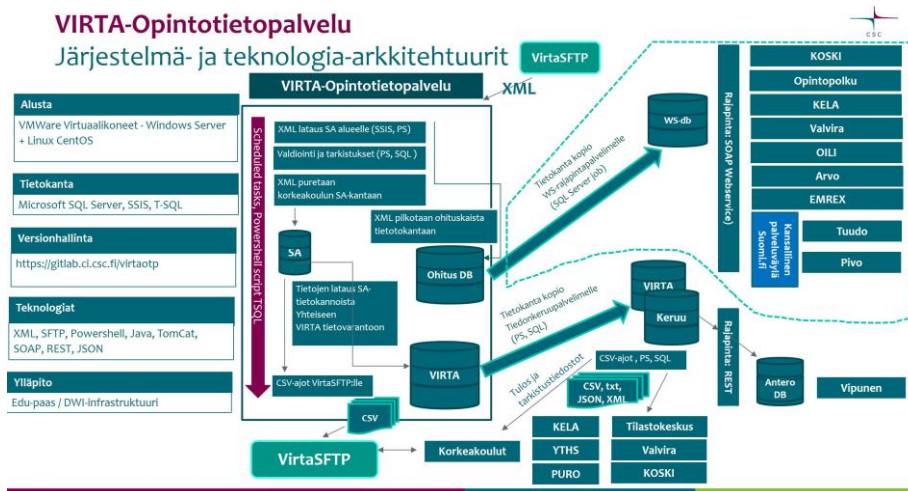 VIRTA-Opintotietopalvelu
Järjestelmä- ja teknologia-arkkitehtuurit
CSC
Alusta
VMWare Virtuaalikoneet - Windows Server
+ Linux CentOS
Tietokanta
Microsoft SQL Server, SSIS, T-SQL
Versionhallinta
https://gitlab.ci.csc.fi/virtaotp
Teknologiat
XML, SFTP, Powershell, Java, TomCat,
SOAP, REST, JSON
Ylläpito
Edu-paas / DWI-infrastruktuuri
VIRTA-Opintotietopalvelu
VirtaSFTP
XML
Scheduled tasks, Powershell script TSQL
XML lataus SA alueelle (SSIS, PS)
Valdiointi ja tarkistukset (PS, SQL )
XML puretaan
korkeakoulun SA-kantaan
XML pilkotaan ohituskaista
tietotokantaan
SA
Ohitus DB
Tietojen lataus SA-
tietokannoista
Yhteiseen
VIRTA tietovarantoon
CSV-ajot VirtaSFTP:lle
VIRTA
CSV
VirtaSFTP
Korkeakoulut
Tietokanta kopio
WS-rajapintapalvelimelle
(SQL Server job)
WS-db
Tietokanta kopio
Tiedonkeruupalvelimelle
(PS, SQL)
VIRTA
Keruu
CSV-ajot , PS, SQL
Tulos ja
tarkistustiedostot
CSV, txt,
JSON, XML
KELA
YTHS
PURO
Tilastokeskus
Valvira
KOSKI
Rajapinta: SOAP Webservice)
KOSKI
Opintopolku
KELA
Valvira
OILI
Arvo
EMREX
Kansallinen
palveluväylä
Suomi.fi
Tuudo
Pivo
Rajapinta: REST
Antero
DB
Vipunen